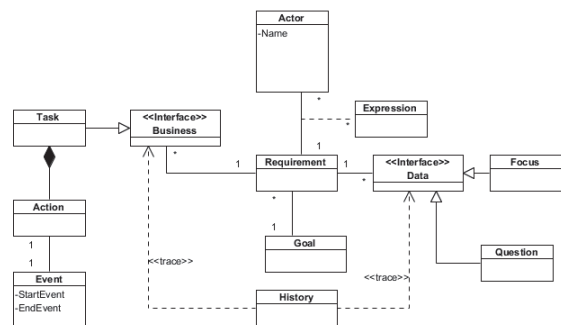 Actor
-Name
*
Expression
*
Task
<<Interface>>
Business
*
1
1
Requirement
1
*
<<Interface>>
Data
Focus
Action
*
1
Goal
1
1
Event
-StartEvent
-EndEvent
<<trace>>
<<trace>>
Question
History